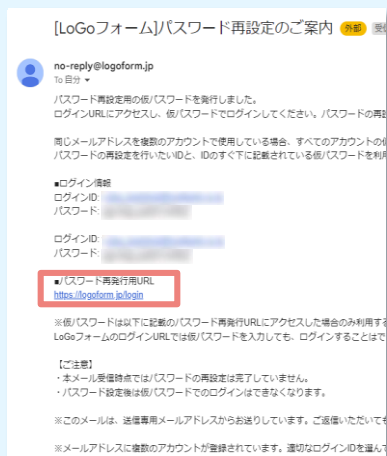 [LoGoフォーム]パスワード再設定のご案内 外部 受
no-reply@logoform.jp
To 自分
パスワード再設定用の仮パスワードを発行しました。
ログインURLにアクセスし、仮パスワードでログインしてください。パスワードの再設
同じメールアドレスを複数のアカウントで使用している場合、すべてのアカウントの仮
パスワードの再設定を行いたいIDと、IDのすぐ下に記載されている仮パスワードを利用
■ログイン情報
ログインID:
パスワード:
ログインID:
パスワード:
■パスワード再発行用URL
https://logoform.jp/login
※仮パスワードは以下に記載のパスワード再発行URLにアクセスした場合のみ利用する
LoGoフォームのログインURLでは仮パスワードを入力しても、ログインすることはで
【ご注意】
・本メール受信時点ではパスワードの再設定は完了していません。
・パスワード設定後は仮パスワードでのログインはできなくなります。
※このメールは、送信専用メールアドレスからお送りしています。ご返信いただいても
※メールアドレスに複数のアカウントが登録されています。適切なログインIDを選んで